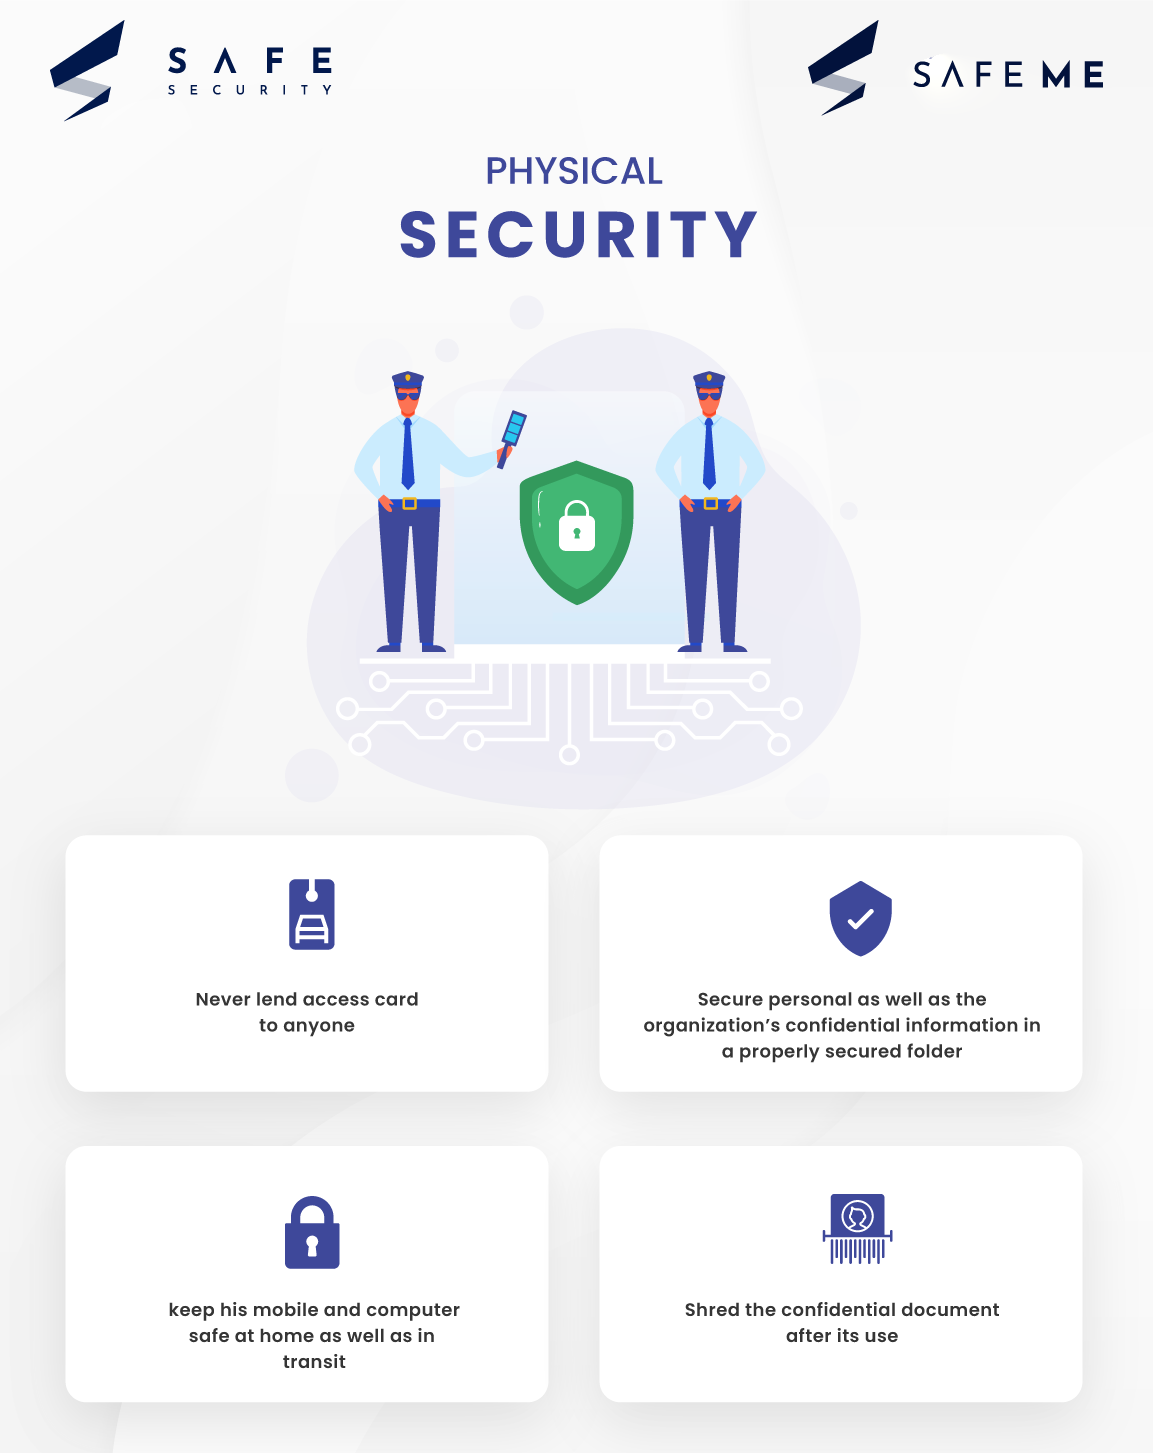 SAFE
SECURITY
SAFEME
PHYSICAL
SECURITY
Never lend access card
to anyone
Secure personal as well as the
organization’s confidential information in
a properly secured folder
keep his mobile and computer
safe at home as well as in
transit
Shred the confidential document
after its use